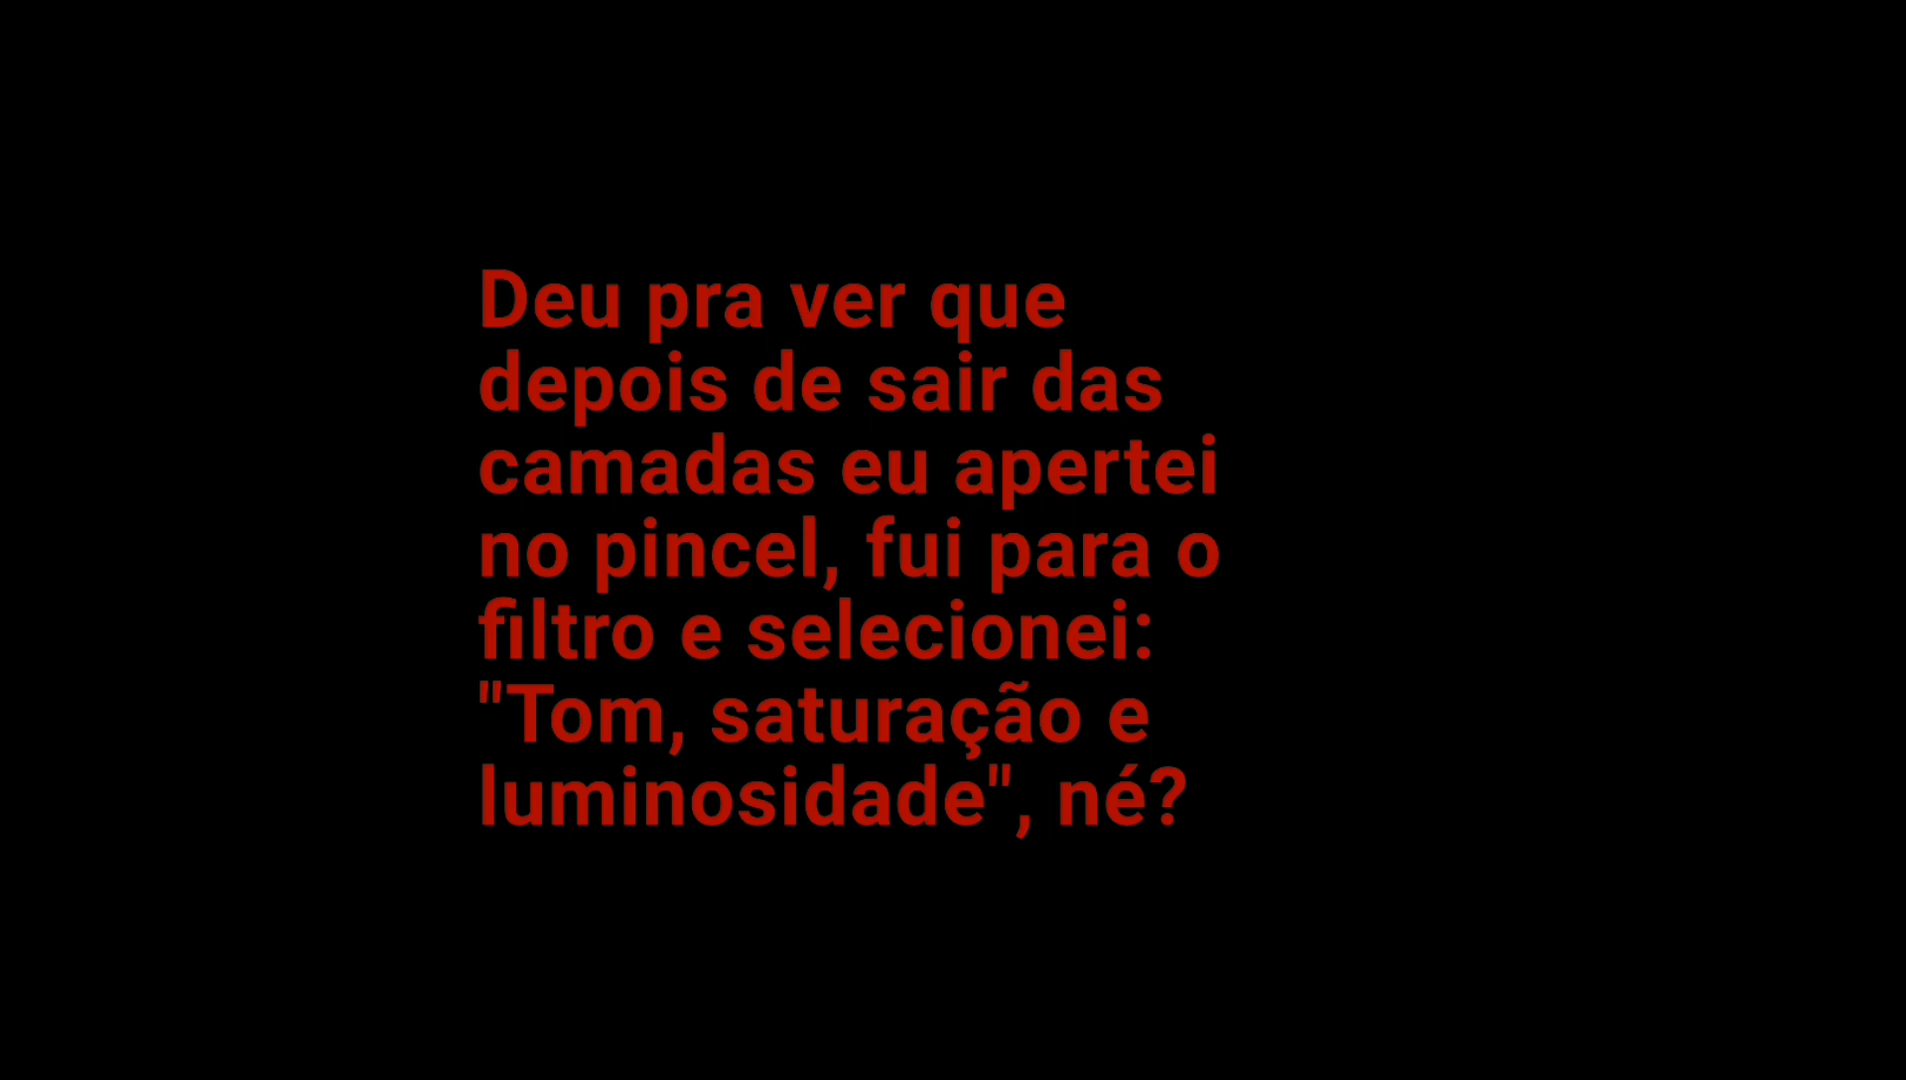 Deu pra ver que
depois de sair das
camadas eu apertei
no pincel, fui para o
filtro e selecionei:
"Tom, saturação e
luminosidade", né?